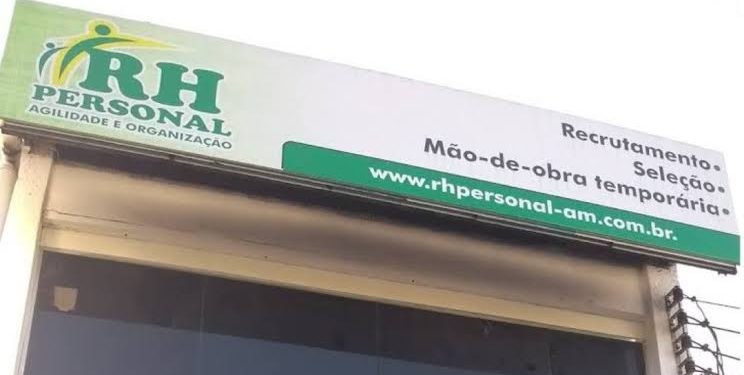 RH
PERSONAL
AGILIDADE E ORGANIZAÇÃO
Recrutamento•
Seleção•
Mão-de-obra temporária•
www.rhpersonal-am.com.br.